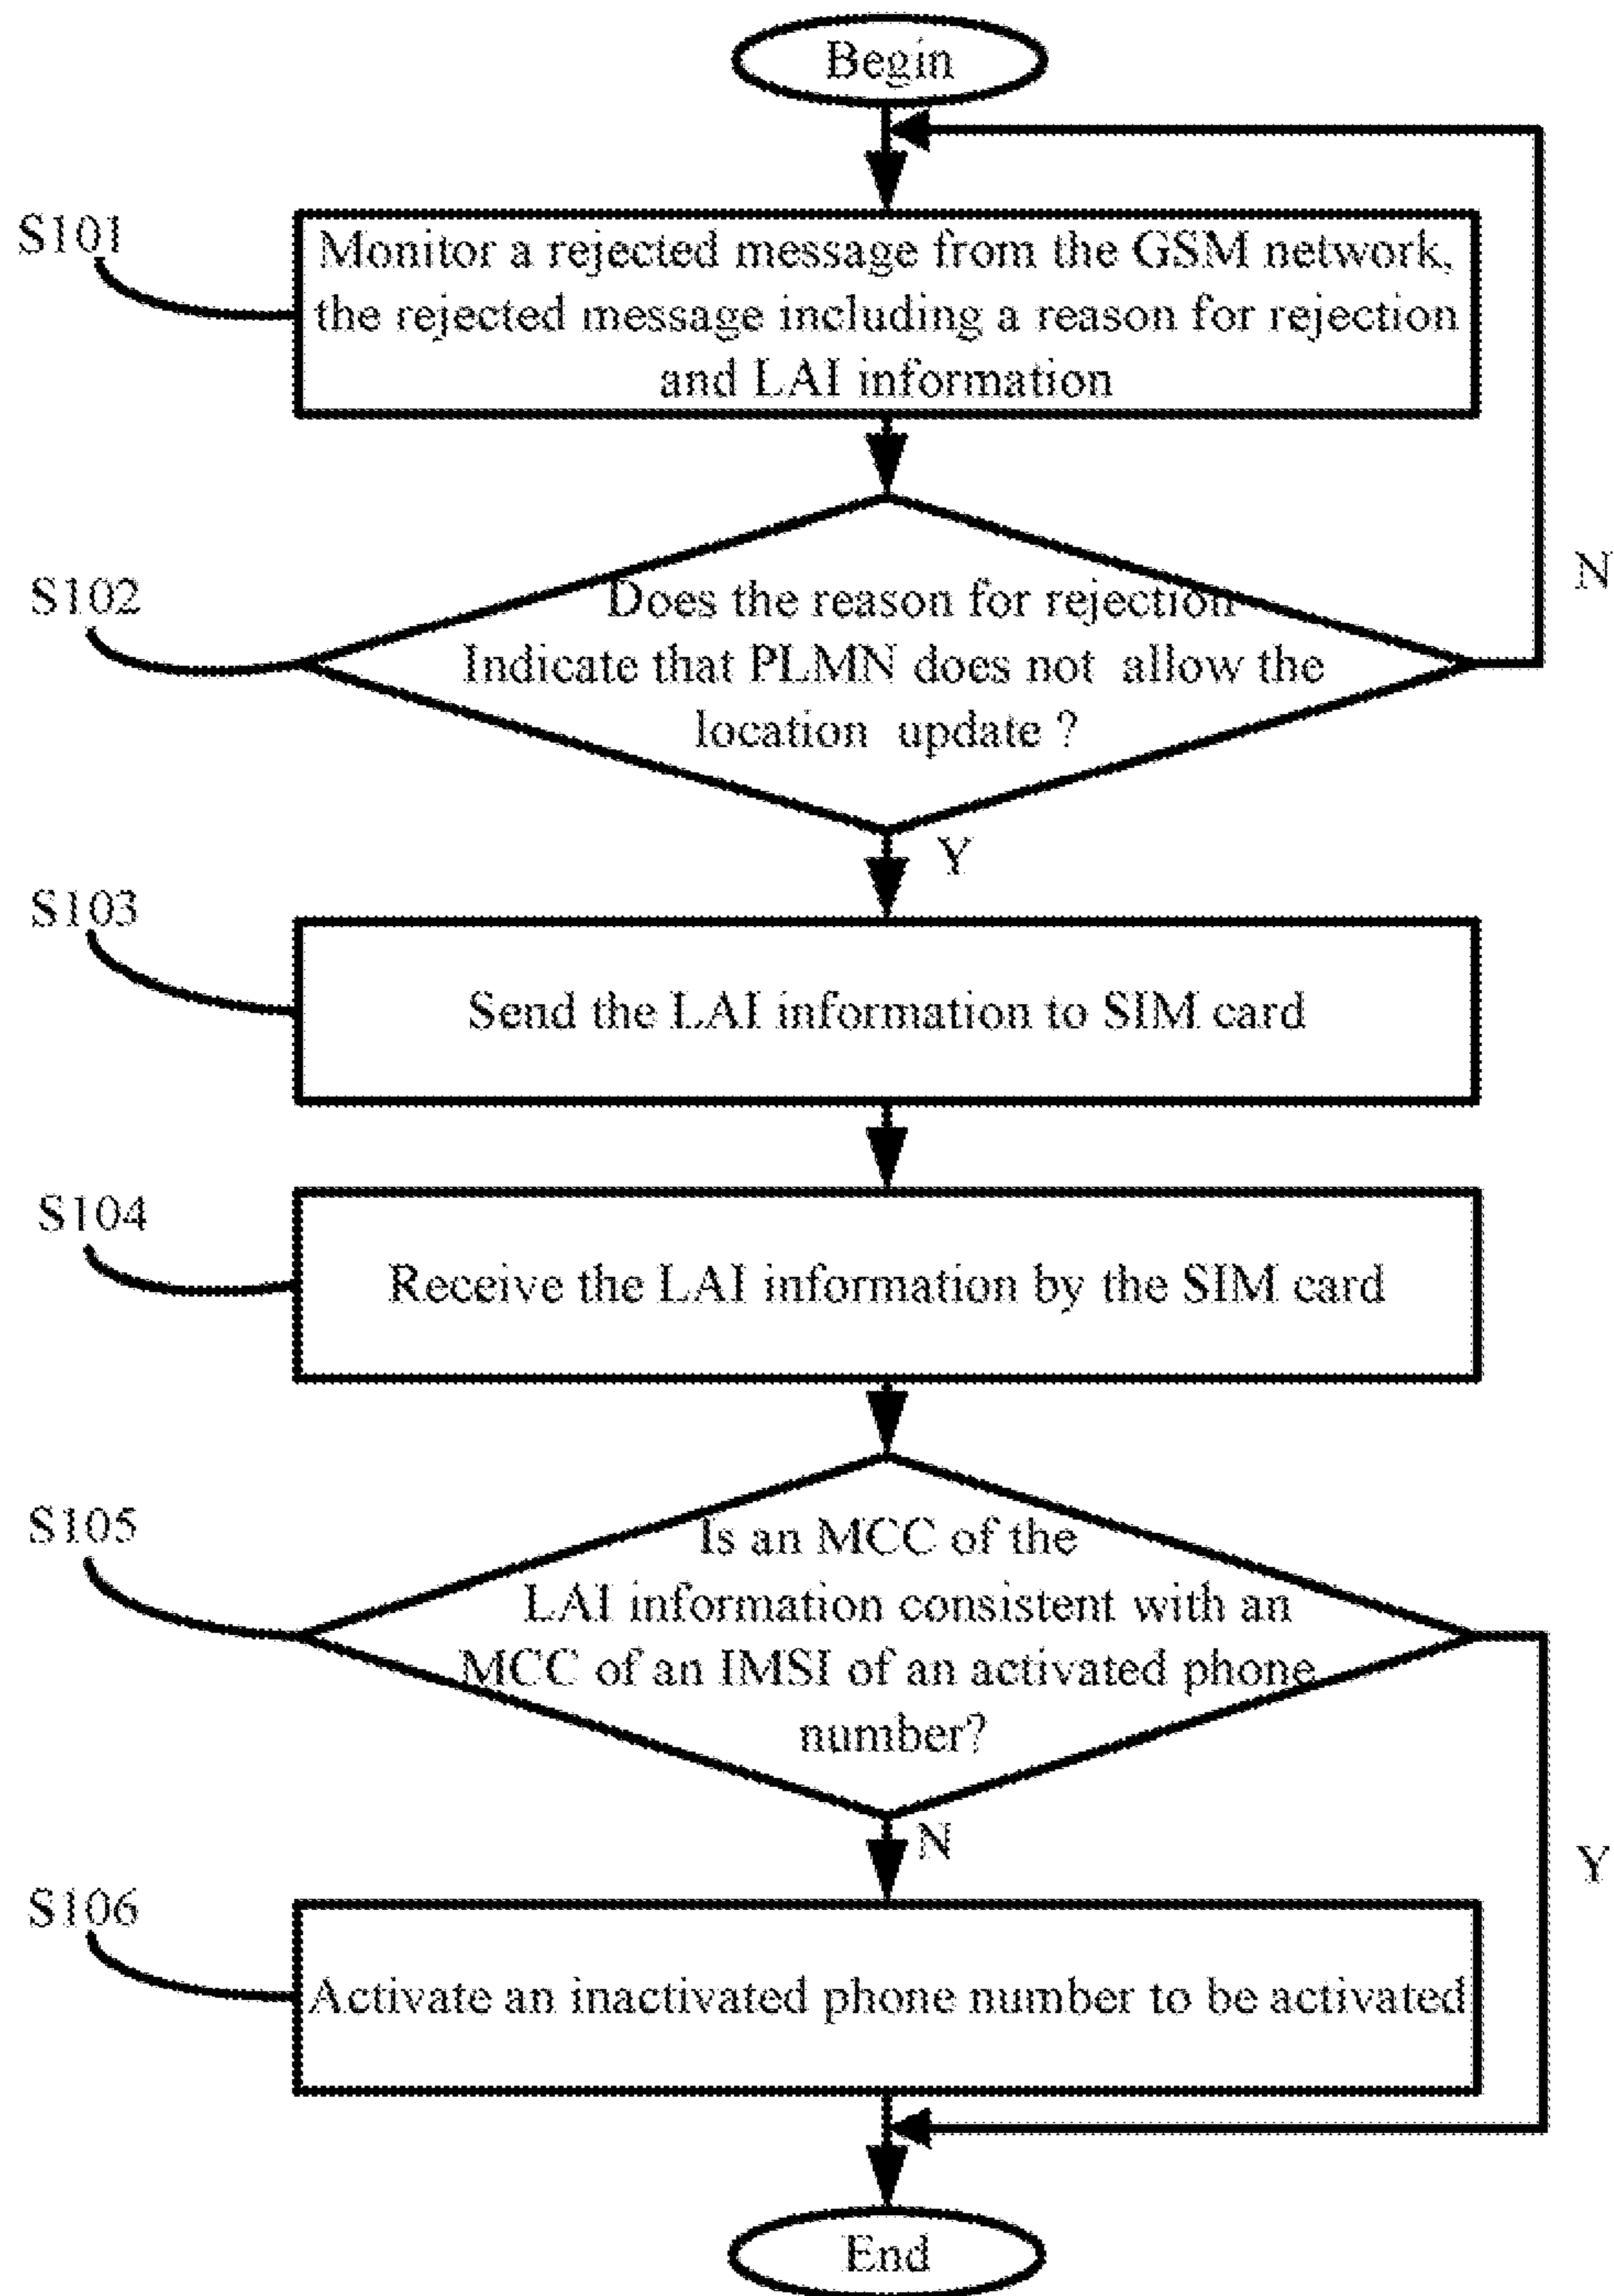 Begin
S101
Monitor a rejected message from the GSM network,
the rejected message including a reason for rejection
and LAI information
S102
Does the reason for rejection
Indicate that PLMN does not allow the
location update ?
N
Y
S103
Send the LAI information to SIM card
S104
Receive the LAI information by the SIM card
S105
Is an MCC of the
LAI information consistent with an
MCC of an IMSI of an activated phone
number?
N
Y
S106
Activate an inactivated phone number to be activated
End